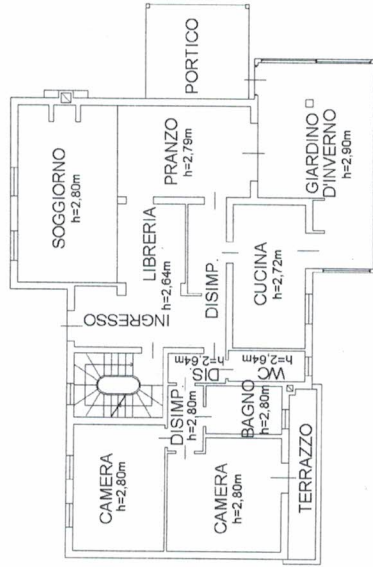 PORTICO
SOGGIORNO
h=2,80m
PRANZO
h=2,79m
GIARDINO
D'INVERNO
h=2,90m
LIBRERIA
h=2,64m
DISIMP.
CUCINA
h=2,72m
INGRESSO
DIS
h=2,64m
WC
h=2,64m
DISIMP.
h=2,80m
BAGNO
h=2,80m
CAMERA
h=2,80m
CAMERA
h=2,80m
TERRAZZO